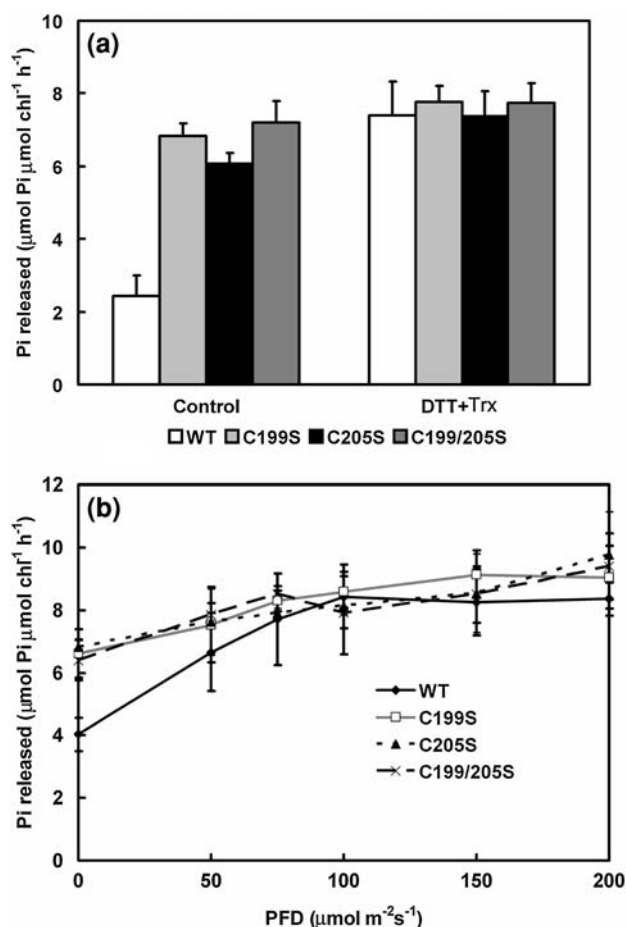 (a)
Pi released (μmol Pi μmol chl⁻¹ h⁻¹)
10
8
6
4
2
0
Control
DTT+Trx
WT C199S C205S C199/205S
(b)
Pi released (μmol Pi μmol chl⁻¹ h⁻¹)
12
10
8
6
4
2
0
WT
C199S
C205S
C199/205S
0 50 100 150 200
PFD (μmol m⁻²s⁻¹)